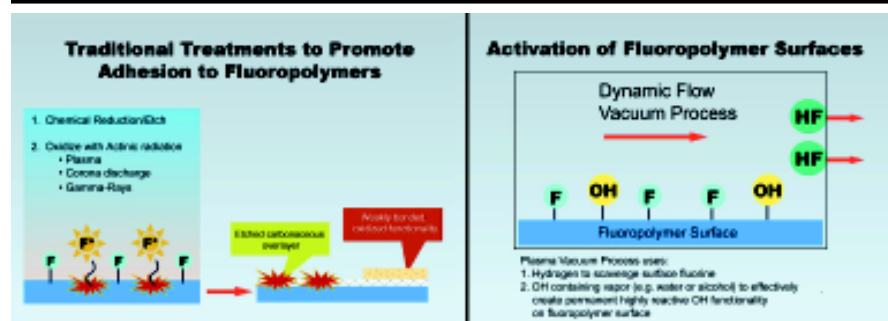 Traditional Treatments to Promote
Adhesion to Fluoropolymers
1. Chemical Reduction/Etch
2. Oxidize with Actinic radiation
• Plasma
• Corona discharge
• Gamma-Rays
F
F*
F
F*
F
Etched carbonaceous
overlayer
Weakly bonded,
oxidized functionality
Activation of Fluoropolymer Surfaces
Dynamic Flow
Vacuum Process
HF
HF
F
OH
F
F
OH
Fluoropolymer Surface
Plasma Vacuum Process uses:
1. Hydrogen to scavenge surface fluorine
2. OH containing vapor (e.g. water or alcohol) to effectively
create permanent highly reactive OH functionality
on fluoropolymer surface